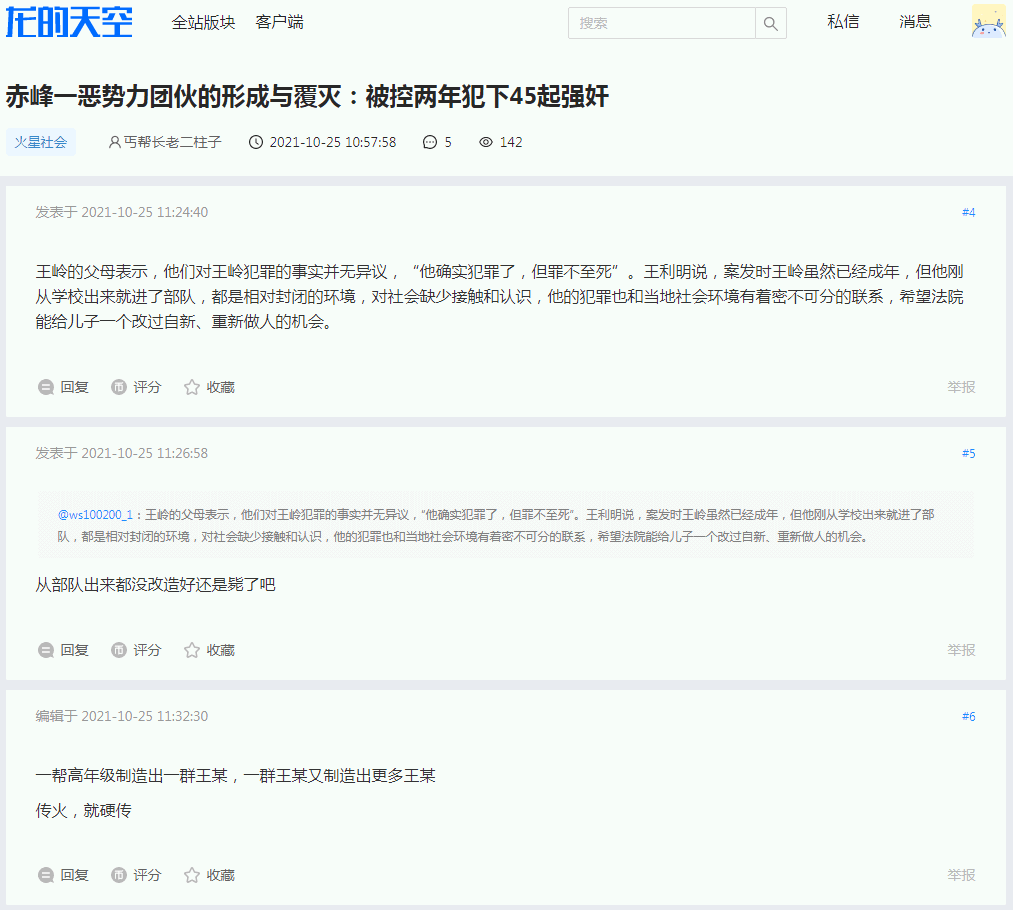 龙的天空 全站版块 客户端 搜索 私信 消息
赤峰一恶势力团伙的形成与覆灭：被控两年犯下45起强奸
火星社会 丐帮长老二柱子 2021-10-25 10:57:58 5 142
发表于 2021-10-25 11:24:40 #4
王岭的父母表示，他们对王岭犯罪的事实并无异议，“他确实犯罪了，但罪不至死”。王利明说，案发时王岭虽然已经成年，但他刚
从学校出来就进了部队，都是相对封闭的环境，对社会缺少接触和认识，他的犯罪也和当地社会环境有着密不可分的联系，希望法院
能给儿子一个改过自新、重新做人的机会。
回复 评分 收藏 举报
发表于 2021-10-25 11:26:58 #5
@ws100200_1：王岭的父母表示，他们对王岭犯罪的事实并无异议，“他确实犯罪了，但罪不至死”。王利明说，案发时王岭虽然已经成年，但他刚从学校出来就进了部
队，都是相对封闭的环境，对社会缺少接触和认识，他的犯罪也和当地社会环境有着密不可分的联系，希望法院能给儿子一个改过自新、重新做人的机会。
从部队出来都没改造好还是毙了吧
回复 评分 收藏 举报
编辑于 2021-10-25 11:32:30 #6
一帮高年级制造出一群王某，一群王某又制造出更多王某
传火，就硬传
回复 评分 收藏 举报